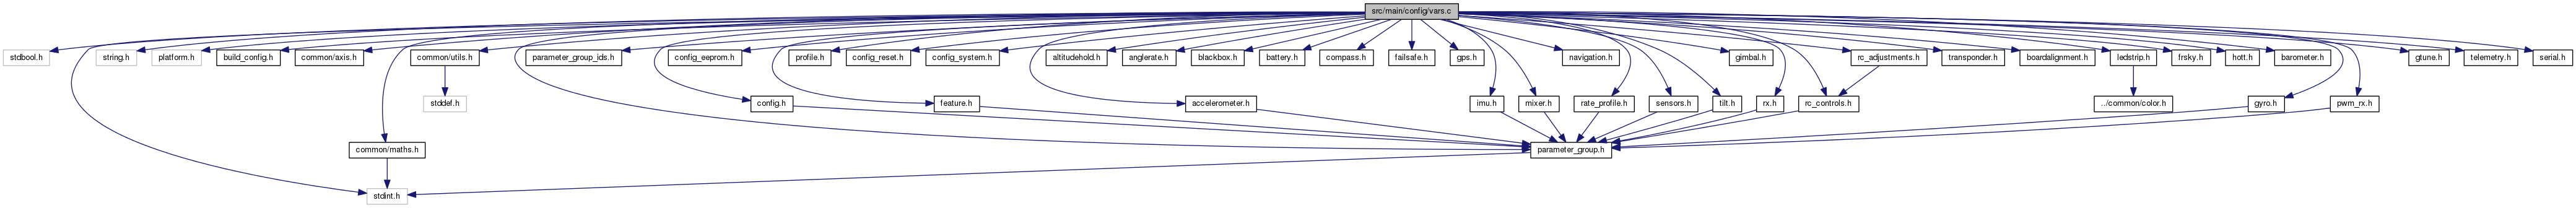 src/main/config/vars.c
stdbool.h
string.h
platform.h
build_config.h
common/axis.h
common/utils.h
parameter_group_ids.h
config_eeprom.h
profile.h
config_reset.h
config_system.h
altitudehold.h
anglerate.h
blackbox.h
battery.h
compass.h
failsafe.h
gps.h
navigation.h
gimbal.h
rc_adjustments.h
transponder.h
boardalignment.h
ledstrip.h
frsky.h
hott.h
barometer.h
gtune.h
telemetry.h
serial.h
stddef.h
config.h
feature.h
accelerometer.h
imu.h
mixer.h
rate_profile.h
sensors.h
tilt.h
rx.h
rc_controls.h
../common/color.h
gyro.h
pwm_rx.h
common/maths.h
parameter_group.h
stdint.h